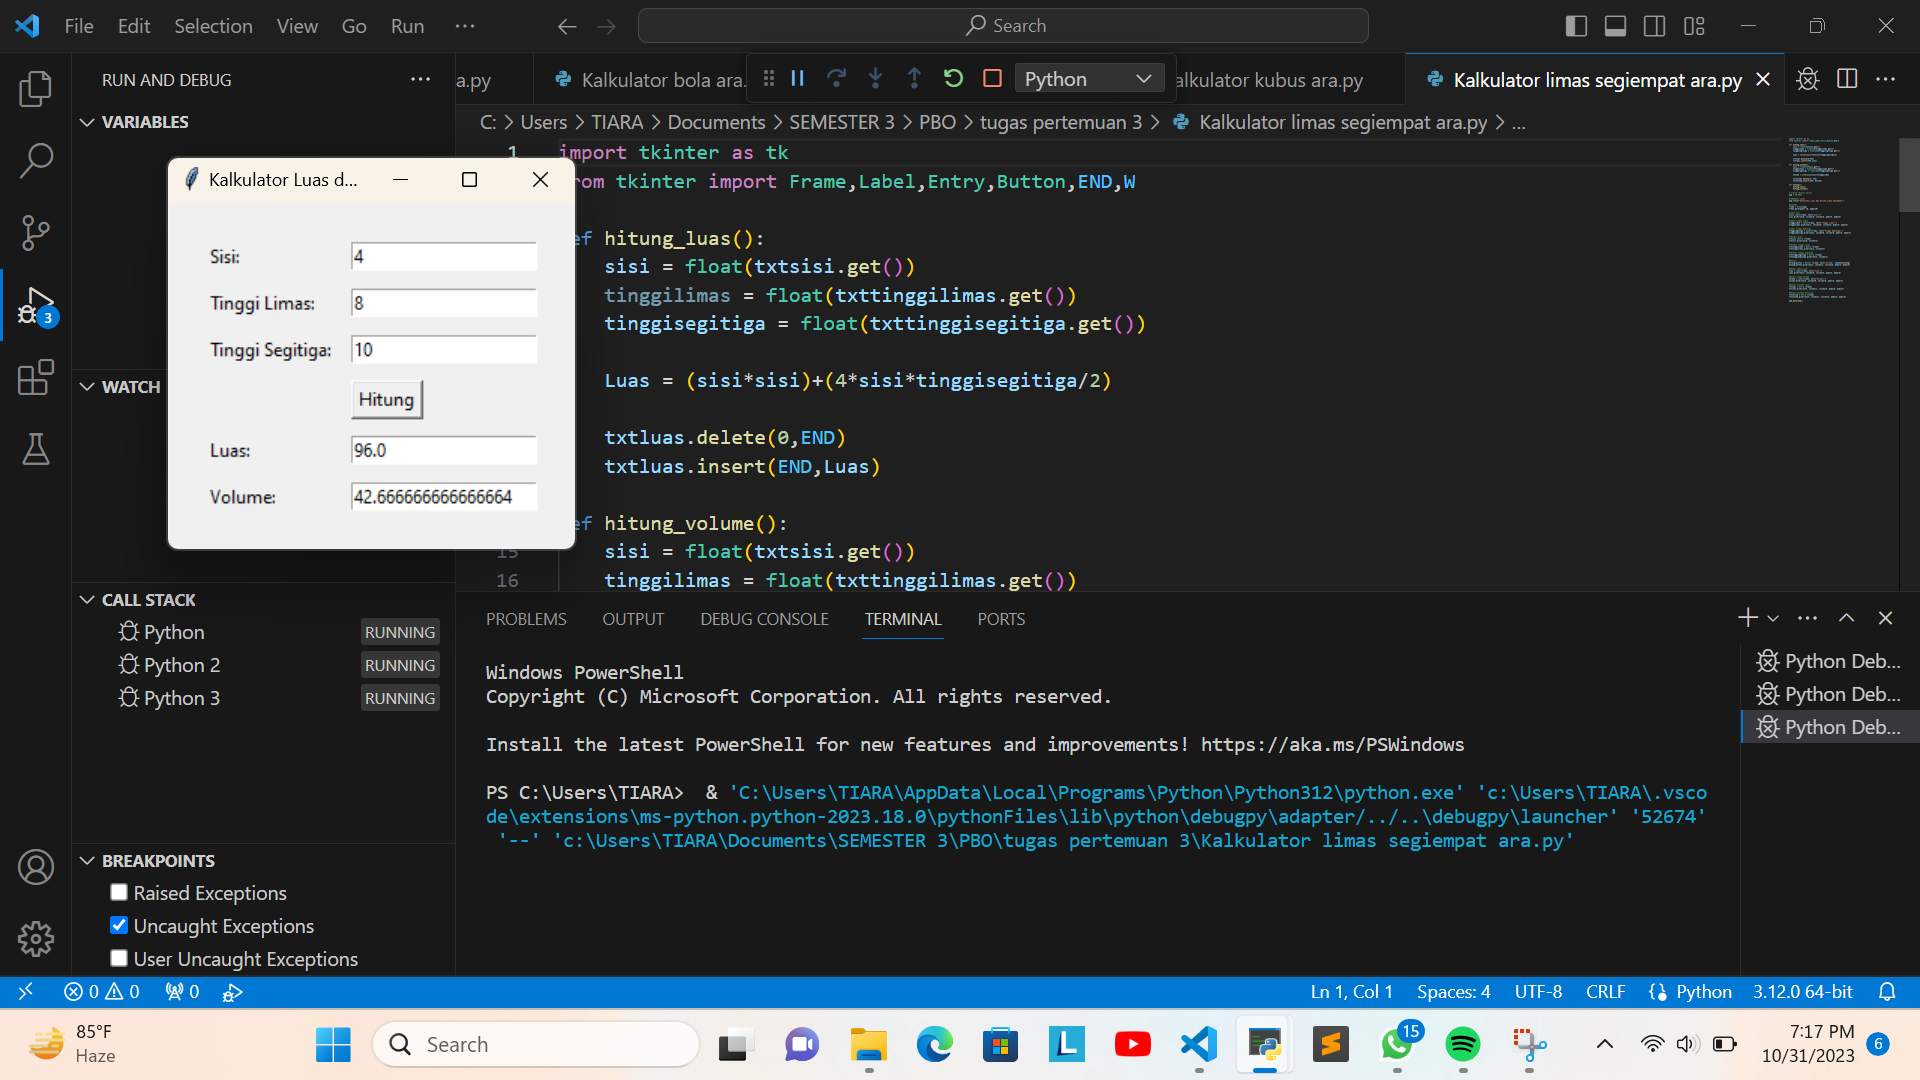 File Edit Selection View Go Run ···
Search
RUN AND DEBUG ···
a.py
Kalkulator bola ara.
Python
alkulator kubus ara.py
Kalkulator limas segiempat ara.py
VARIABLES
C: > Users > TIARA > Documents > SEMESTER 3 > PBO > tugas pertemuan 3 > Kalkulator limas segiempat ara.py > ...
1 import tkinter as tk
rom tkinter import Frame,Label,Entry,Button,END,W
ef hitung_luas():
sisi = float(txtsisi.get())
tinggilimas = float(txttinggilimas.get())
tinggisegitiga = float(txttinggisegitiga.get())
Luas = (sisi*sisi)+(4*sisi*tinggisegitiga/2)
txtluas.delete(0,END)
txtluas.insert(END,Luas)
ef hitung_volume():
15 sisi = float(txtsisi.get())
16 tinggilimas = float(txttinggilimas.get())
Kalkulator Luas d...
Sisi: 4
Tinggi Limas: 8
Tinggi Segitiga: 10
Hitung
Luas: 96.0
Volume: 42.666666666666664
3
WATCH
CALL STACK
Python RUNNING
Python 2 RUNNING
Python 3 RUNNING
BREAKPOINTS
Raised Exceptions
Uncaught Exceptions
User Uncaught Exceptions
PROBLEMS OUTPUT DEBUG CONSOLE TERMINAL PORTS
Windows PowerShell
Copyright (C) Microsoft Corporation. All rights reserved.
Install the latest PowerShell for new features and improvements! https://aka.ms/PSWindows
PS C:\Users\TIARA>  & 'C:\Users\TIARA\AppData\Local\Programs\Python\Python312\python.exe' 'c:\Users\TIARA\.vsco
de\extensions\ms-python.python-2023.18.0\pythonFiles\lib\python\debugpy\adapter/../..\debugpy\launcher' '52674'
'--' 'c:\Users\TIARA\Documents\SEMESTER 3\PBO\tugas pertemuan 3\Kalkulator limas segiempat ara.py'
Python Deb...
Python Deb...
Python Deb...
0 0 0
Ln 1, Col 1 Spaces: 4 UTF-8 CRLF Python 3.12.0 64-bit
85°F
Haze
Search
L
15
7:17 PM
10/31/2023
6